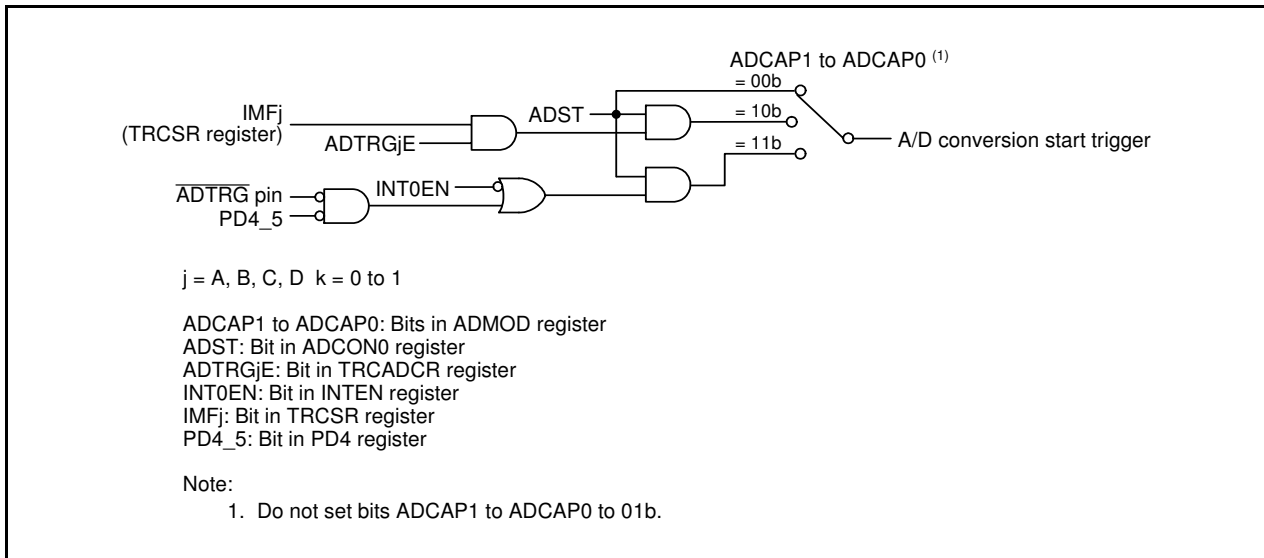 ADCAP1 to ADCAP0 (1)
= 00b
IMFj
(TRCSR register)
ADST
= 10b
ADTRGjE
A/D conversion start trigger
= 11b
ADTRG pin
INT0EN
PD4_5
j = A, B, C, D k = 0 to 1
ADCAP1 to ADCAP0: Bits in ADMOD register
ADST: Bit in ADCON0 register
ADTRGjE: Bit in TRCADCR register
INT0EN: Bit in INTEN register
IMFj: Bit in TRCSR register
PD4_5: Bit in PD4 register
Note:
1. Do not set bits ADCAP1 to ADCAP0 to 01b.